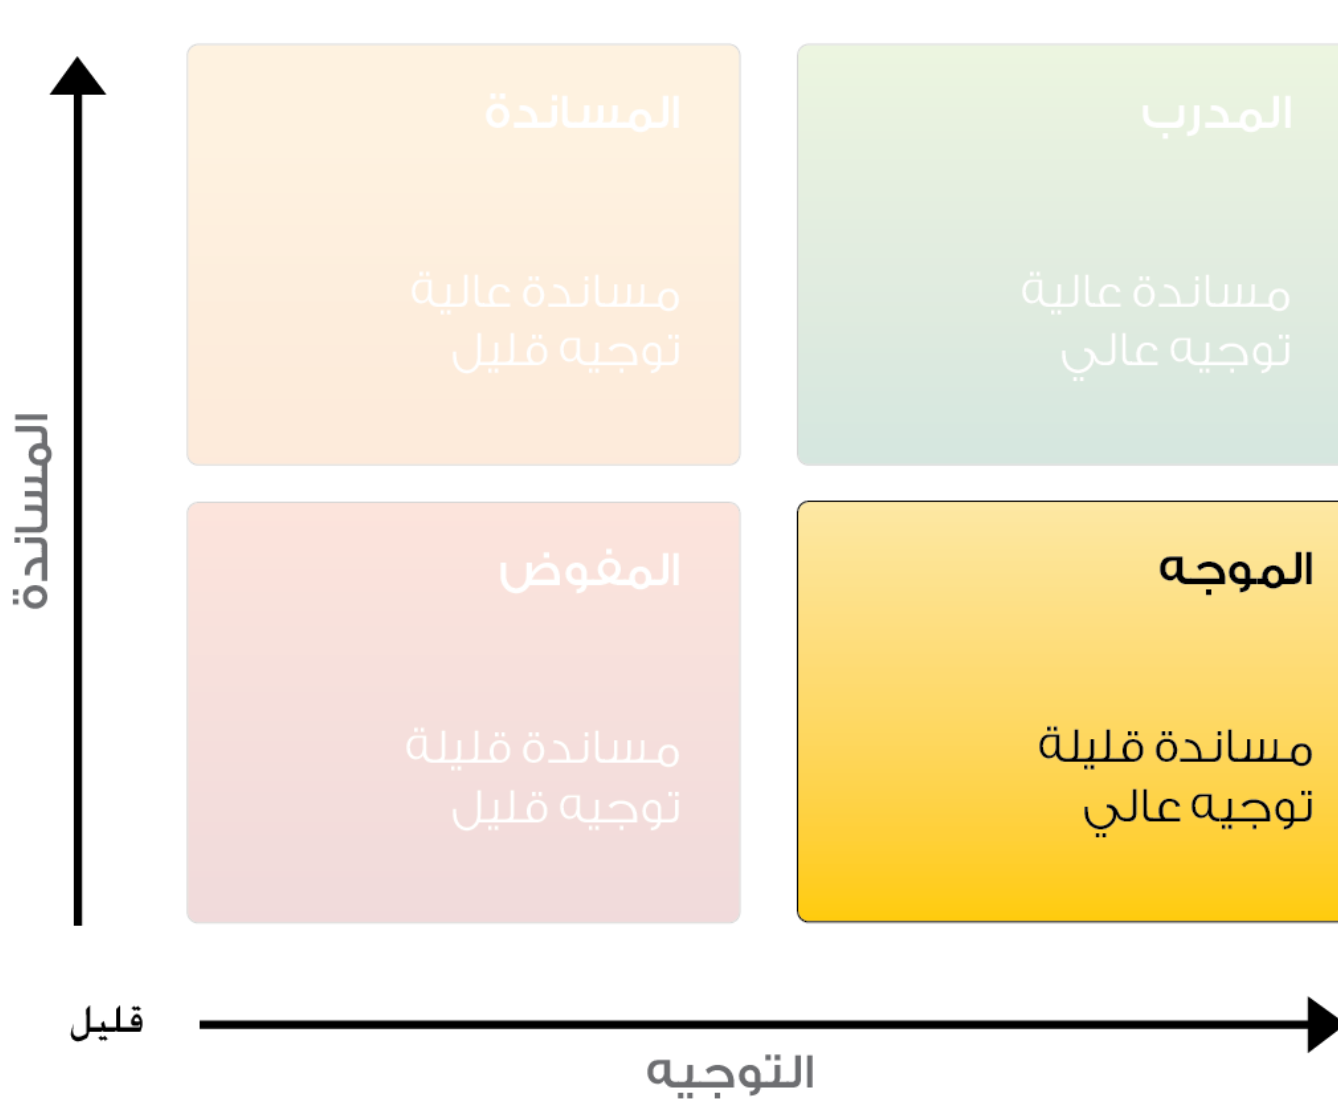 المدرب
مساندة عالية
توجيه عالي
المساندة
مساندة عالية
توجيه قليل
الموجه
مساندة قليلة
توجيه عالي
المفوض
مساندة قليلة
توجيه قليل
المساندة
قليل
التوجيه